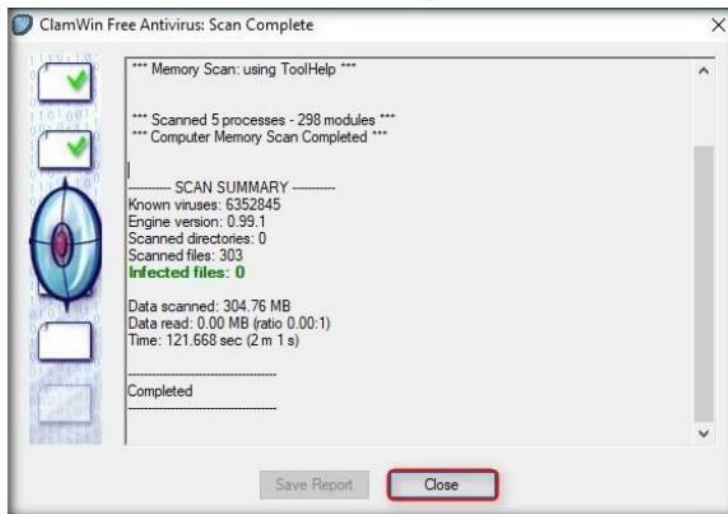 ClamWin Free Antivirus: Scan Complete
*** Memory Scan: using ToolHelp ***
*** Scanned 5 processes - 298 modules ***
*** Computer Memory Scan Completed ***
---------- SCAN SUMMARY ----------
Known viruses: 6352845
Engine version: 0.99.1
Scanned directories: 0
Scanned files: 303
Infected files: 0
Data scanned: 304.76 MB
Data read: 0.00 MB (ratio 0.00:1)
Time: 121.668 sec (2 m 1 s)
--------------------------------------
Completed
--------------------------------------
Save Report Close